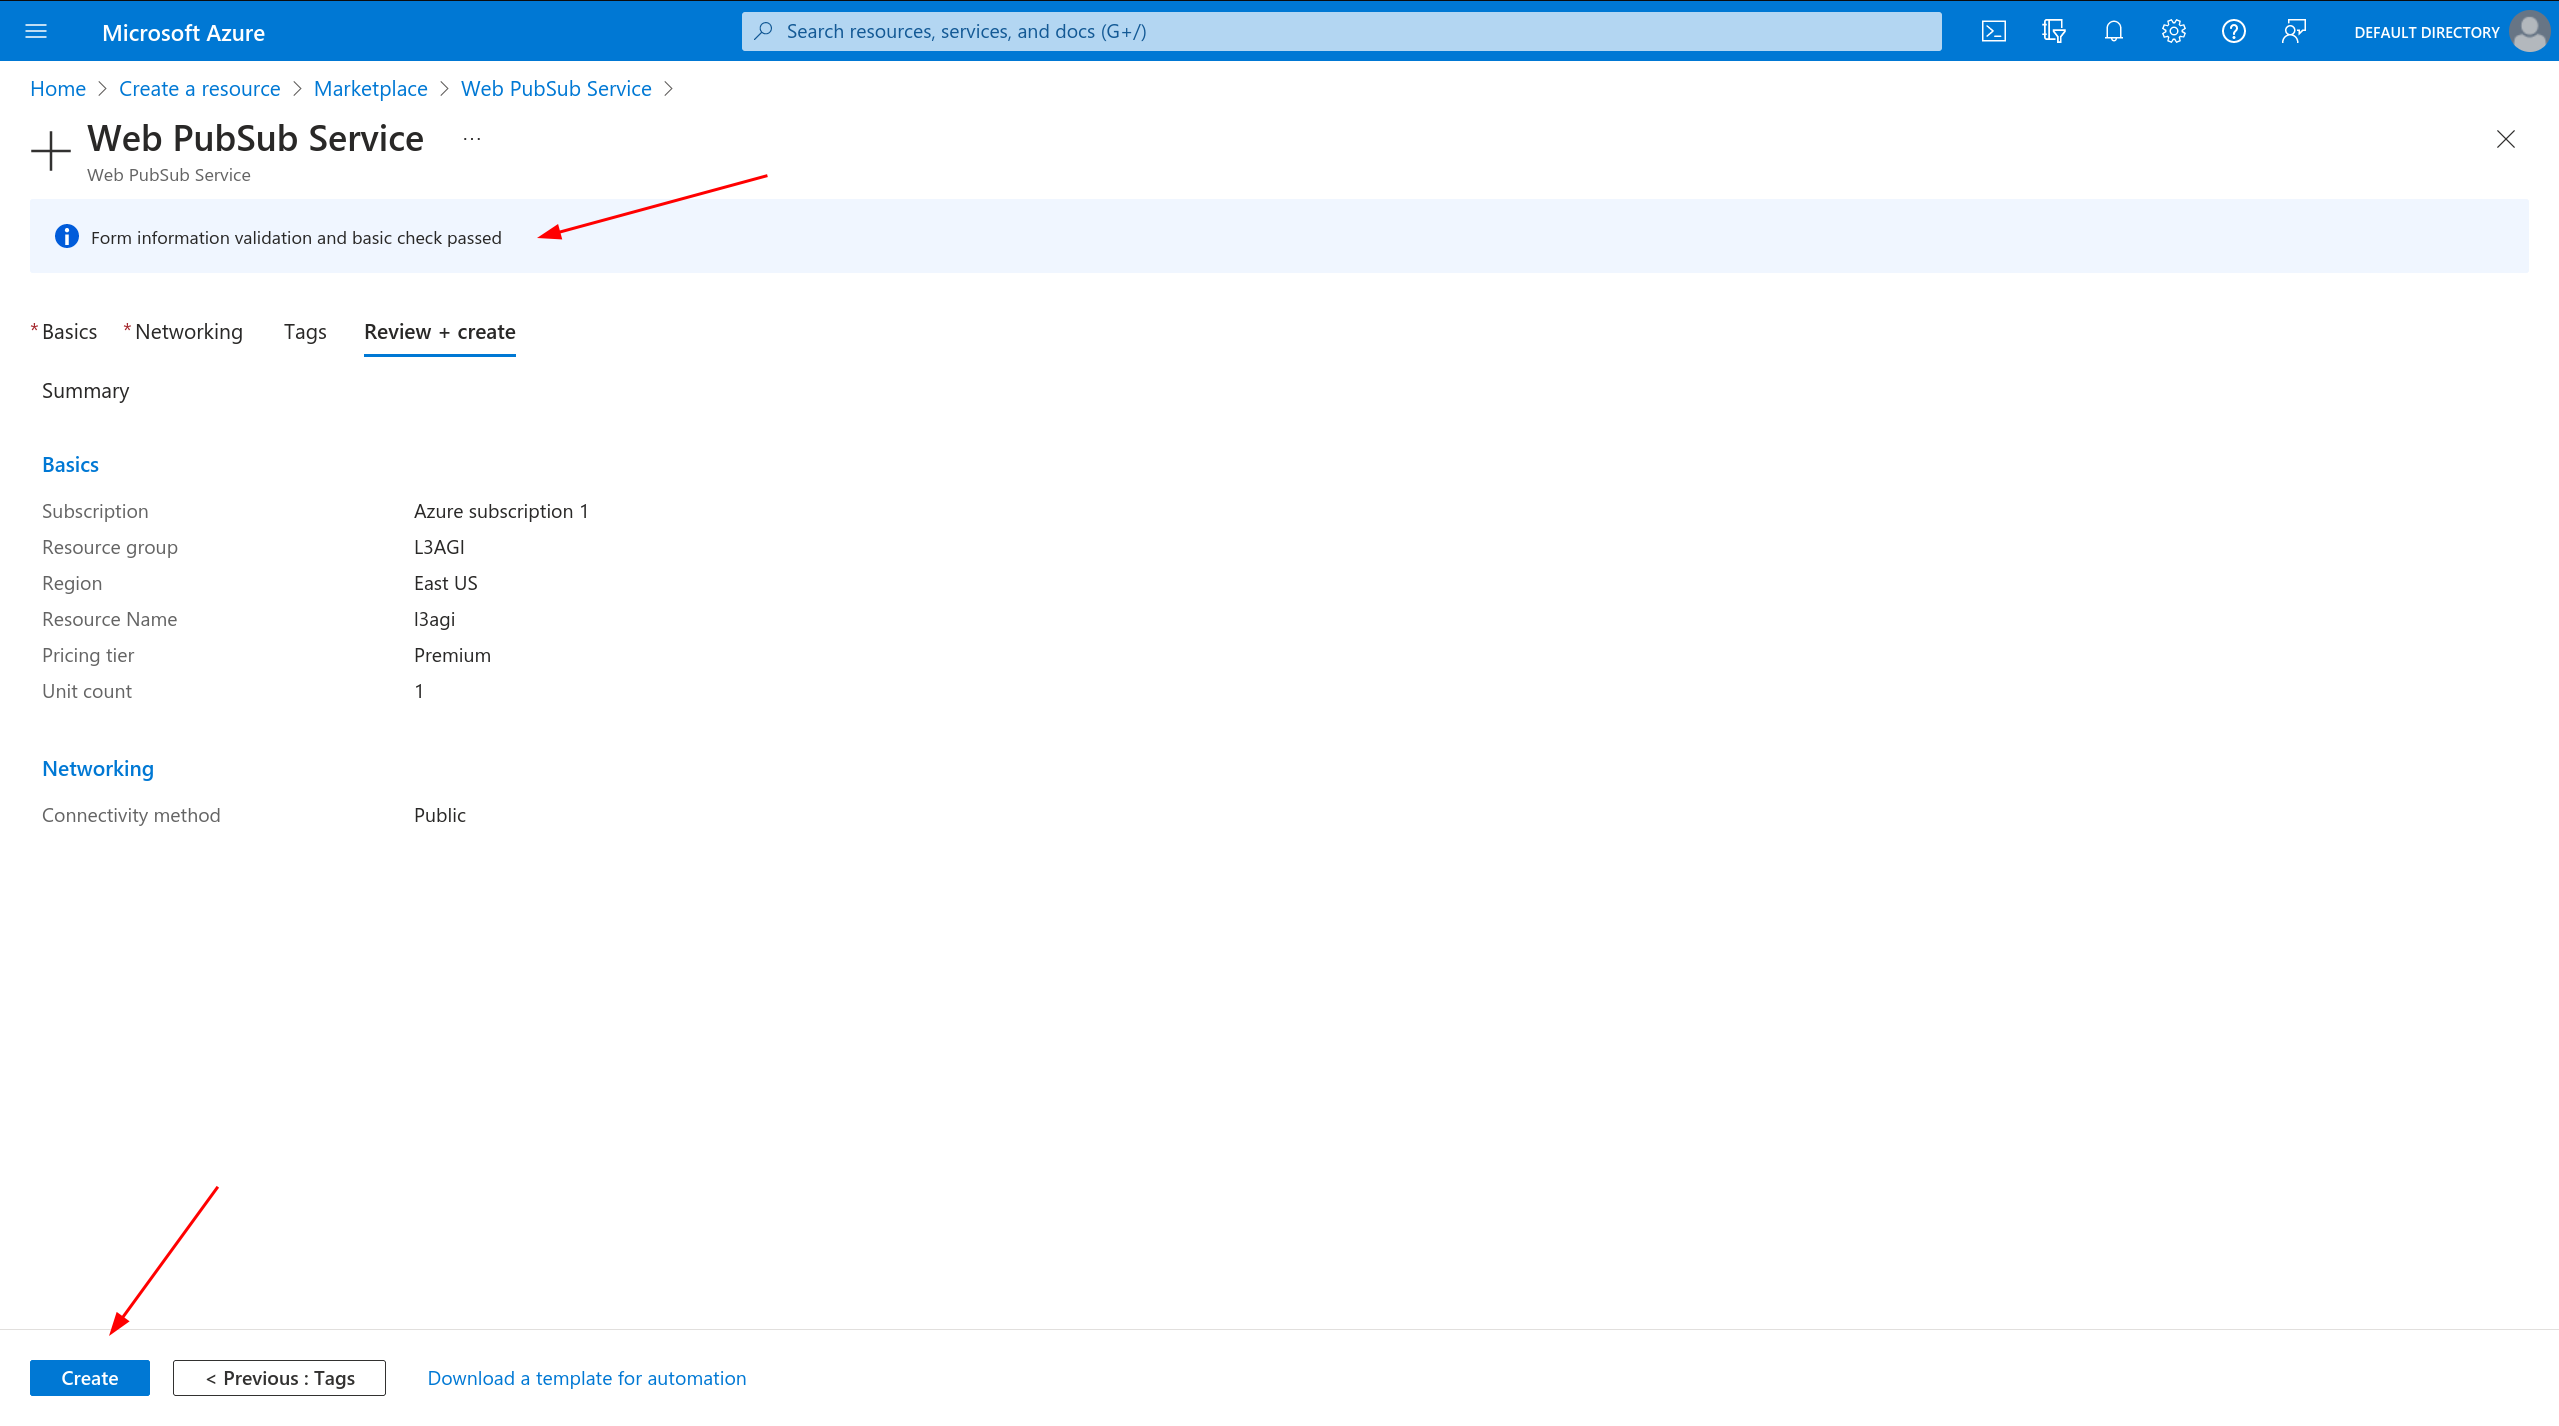 Microsoft Azure
Search resources, services, and docs (G+/)
DEFAULT DIRECTORY
Home > Create a resource > Marketplace > Web PubSub Service >
Web PubSub Service ...
Web PubSub Service
Form information validation and basic check passed
* Basics * Networking Tags Review + create
Summary
Basics
Subscription Azure subscription 1
Resource group L3AGI
Region East US
Resource Name l3agi
Pricing tier Premium
Unit count 1
Networking
Connectivity method Public
Create < Previous : Tags Download a template for automation